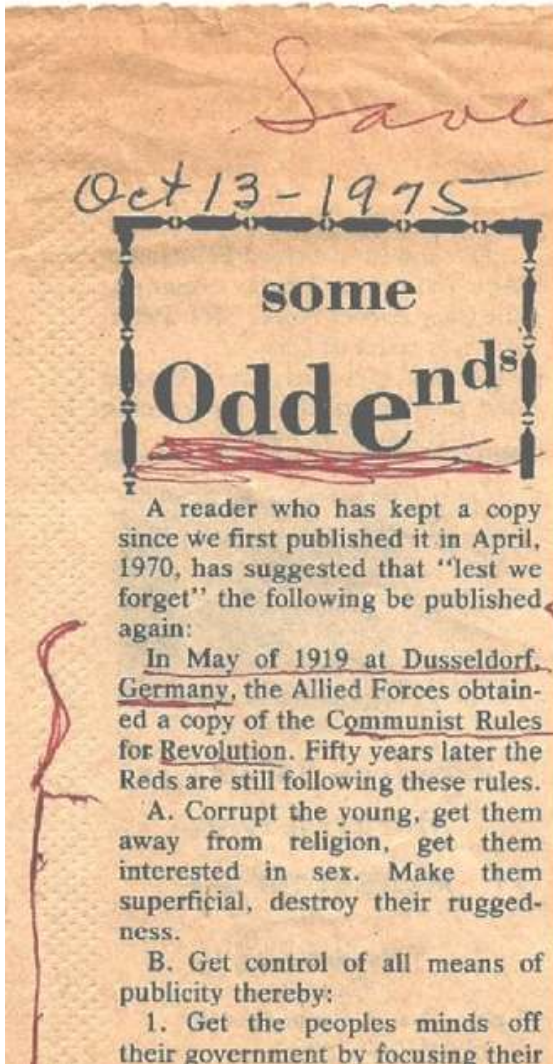 Save
Oct 13-1975
some
Odd ends
A reader who has kept a copy
since we first published it in April,
1970, has suggested that "lest we
forget" the following be published
again:
In May of 1919 at Dusseldorf,
Germany, the Allied Forces obtain-
ed a copy of the Communist Rules
for Revolution. Fifty years later the
Reds are still following these rules.
A. Corrupt the young, get them
away from religion, get them
interested in sex. Make them
superficial, destroy their rugged-
ness.
B. Get control of all means of
publicity thereby:
1. Get the peoples minds off
their government by focusing their